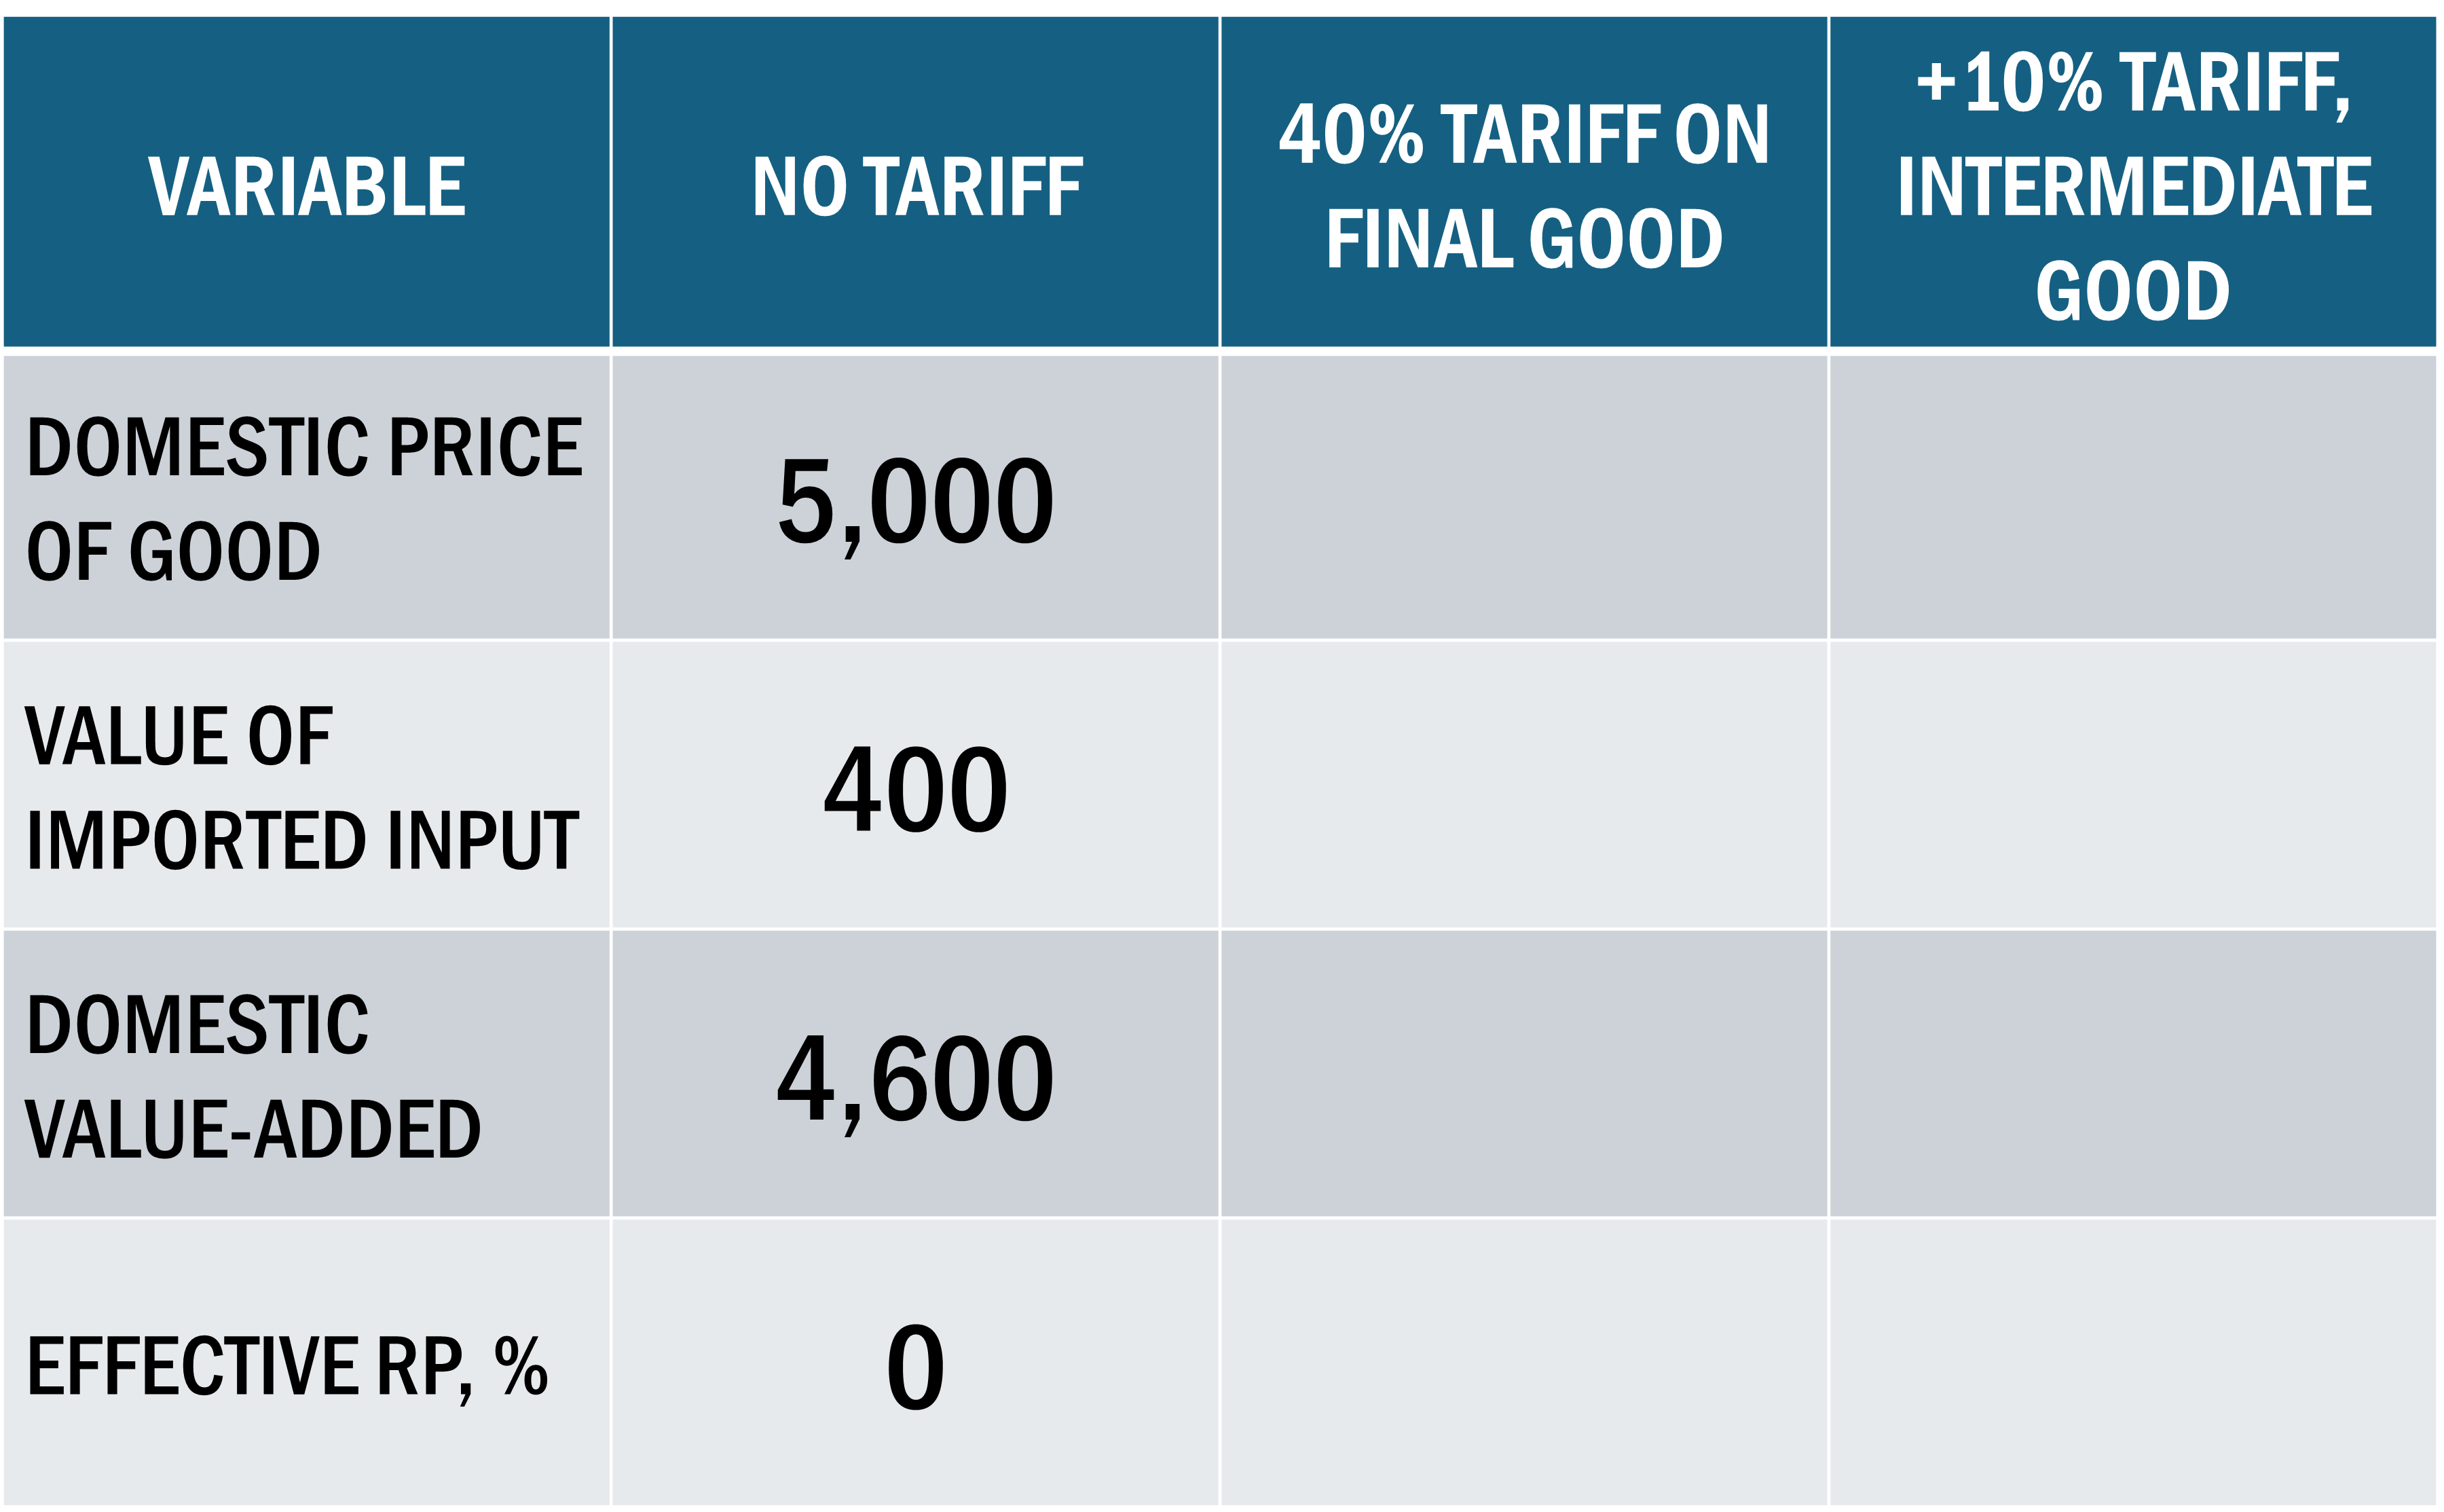 VARIABLE
NO TARIFF
40% TARIFF ON
FINAL GOOD
+10% TARIFF,
INTERMEDIATE
GOOD
DOMESTIC PRICE
OF GOOD
5,000
VALUE OF
IMPORTED INPUT
400
DOMESTIC
VALUE-ADDED
4,600
EFFECTIVE RP, %
0